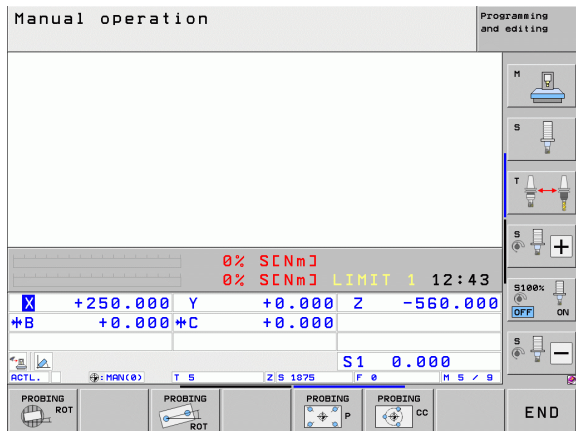 Manual operation
Programming
and editing
M
S
T
S
+
0% S[Nm]
0% S[Nm] LIMIT 1 12:43
S100%
OFF ON
X +250.000 Y +0.000 Z -560.000
B +0.000 C +0.000
S
−
S1 0.000
ACTL. : MAN(0) T 5 Z S 1875 F 0 M 5 / 9
PROBING
ROT
PROBING
ROT
PROBING
P
PROBING
CC
END